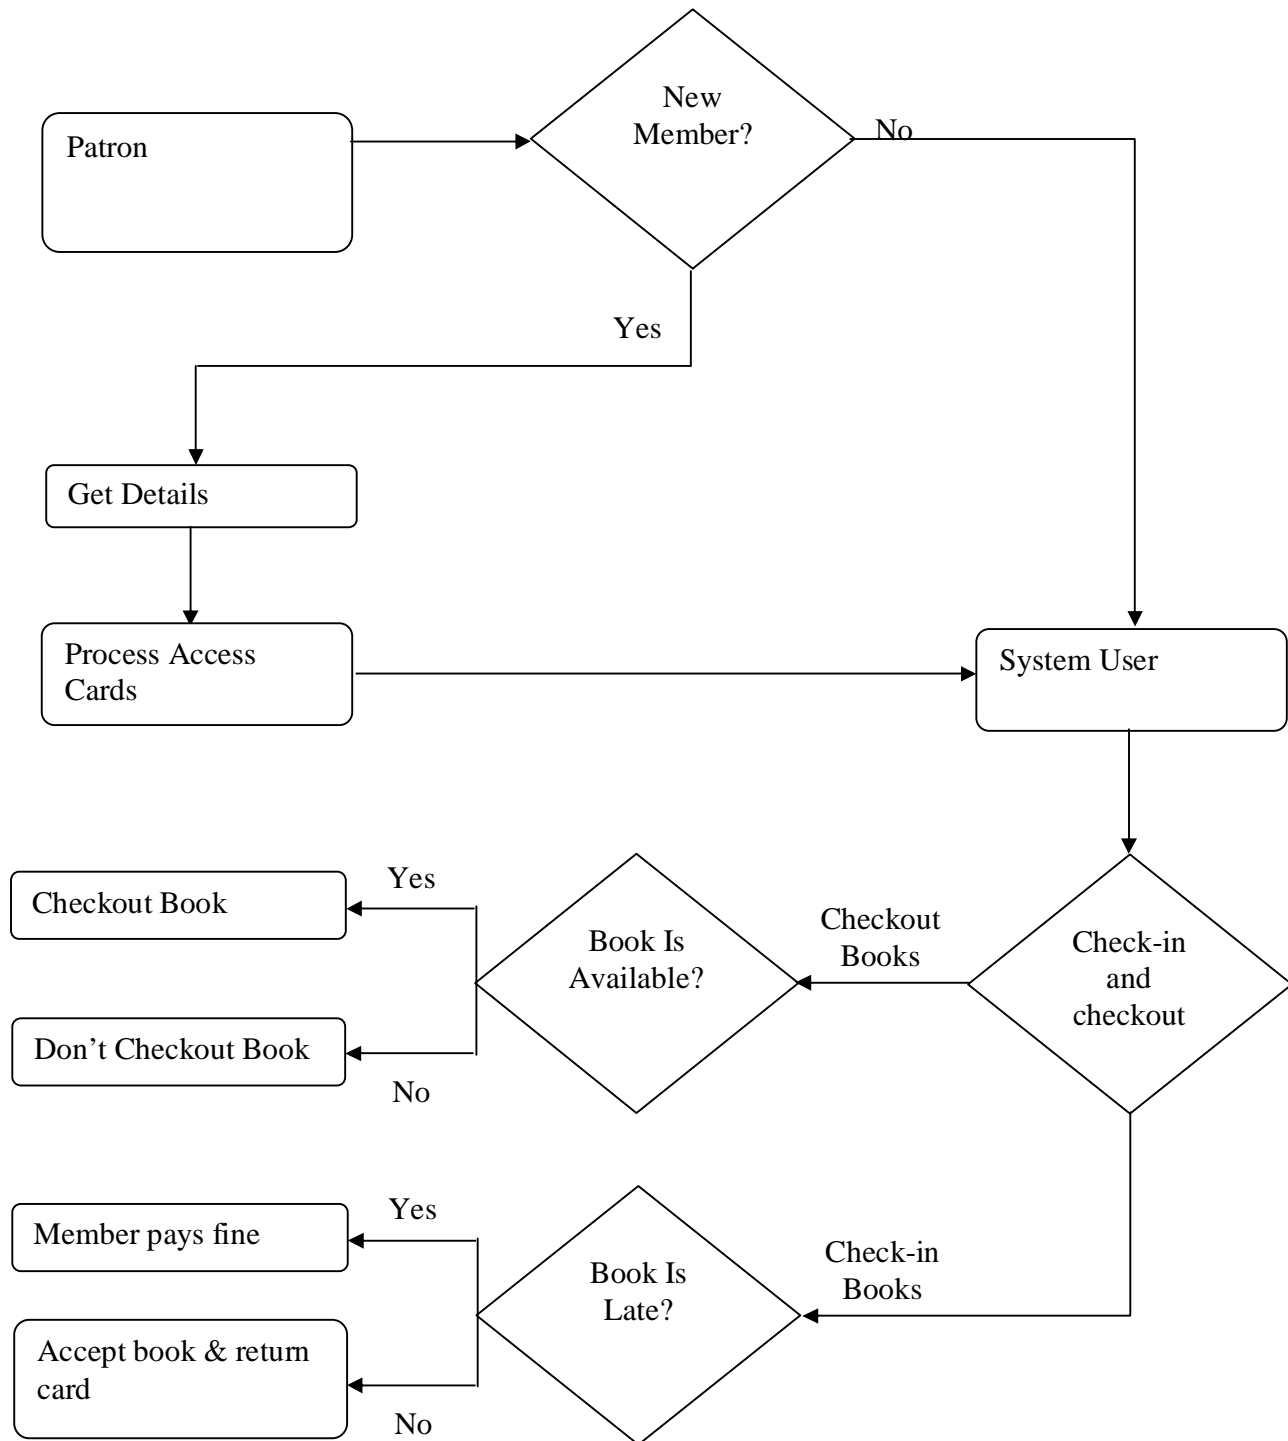 New
Member?
No
Patron
Yes
Get Details
Process Access
Cards
System User
Yes
Checkout Book
Book Is
Available?
Checkout
Books
Check-in
and
checkout
Don’t Checkout Book
No
Yes
Member pays fine
Book Is
Late?
Check-in
Books
Accept book & return
card
No